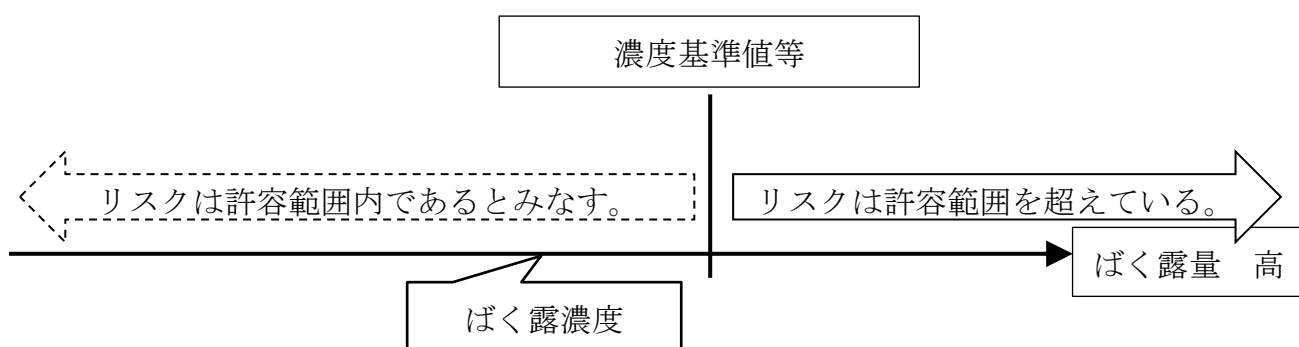 濃度基準値等
リスクは許容範囲内であるとみなす。
リスクは許容範囲を超えている。
ばく露量　高
ばく露濃度